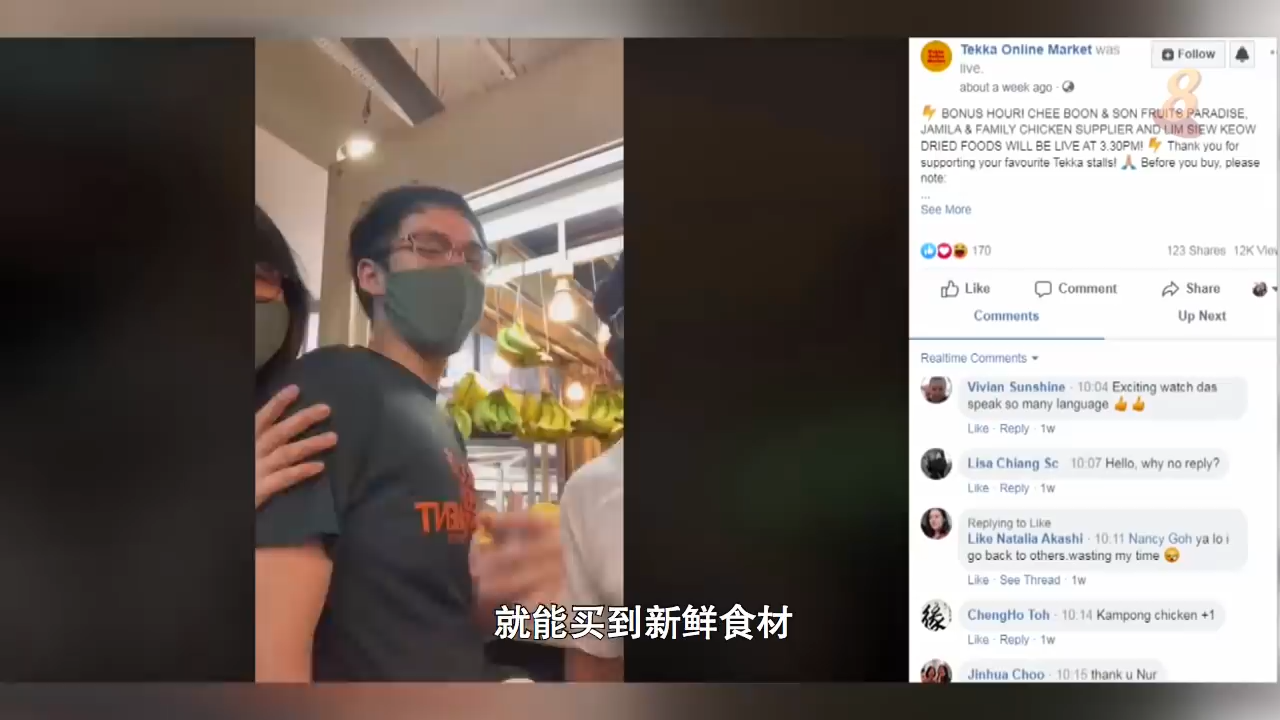 Tekka Online Market was
live.
Follow
about a week ago
8
⚡ BONUS HOUR! CHEE BOON & SON FRUITS PARADISE,
JAMILA & FAMILY CHICKEN SUPPLIER AND LIM SIEW KEOW
DRIED FOODS WILL BE LIVE AT 3.30PM! ⚡ Thank you for
supporting your favourite Tekka stalls! 🙏 Before you buy, please
note:
...
See More
170
123 Shares 12K View
Like Comment Share
Comments Up Next
Realtime Comments
Vivian Sunshine · 10:04 Exciting watch das
speak so many language 👍👍
Like · Reply · 1w
Lisa Chiang Sc · 10:07 Hello, why no reply?
Like · Reply · 1w
Replying to Like
Like Natalia Akashi · 10:11 Nancy Goh ya lo i
go back to others.wasting my time 😪
Like · See Thread · 1w
後
ChengHo Toh · 10:14 Kampong chicken +1
Like · Reply · 1w
Jinhua Choo · 10:15 thank u Nur
就能买到新鲜食材